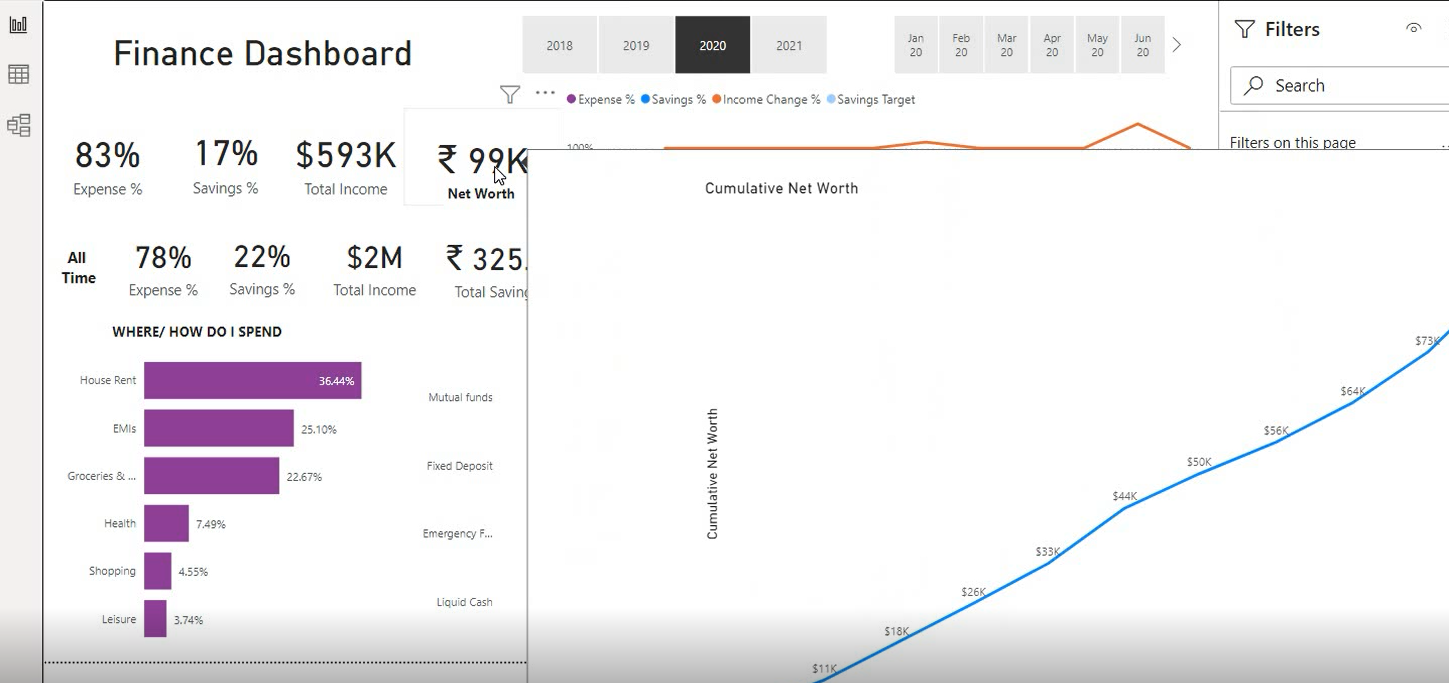 Finance Dashboard
2018
2019
2020
2021
Jan
20
Feb
20
Mar
20
Apr
20
May
20
Jun
20
Filters
Search
Filters on this page
Expense %
Savings %
Income Change %
Savings Target
100%
83%
Expense %
17%
Savings %
$593K
Total Income
₹ 99K
Net Worth
All
Time
78%
Expense %
22%
Savings %
$2M
Total Income
₹ 325.
Total Saving
WHERE/ HOW DO I SPEND
House Rent
36.44%
EMIs
25.10%
Groceries & ...
22.67%
Health
7.49%
Shopping
4.55%
Leisure
3.74%
Mutual funds
Fixed Deposit
Emergency F...
Liquid Cash
Cumulative Net Worth
Cumulative Net Worth
$11K
$18K
$26K
$33K
$44K
$50K
$56K
$64K
$73K